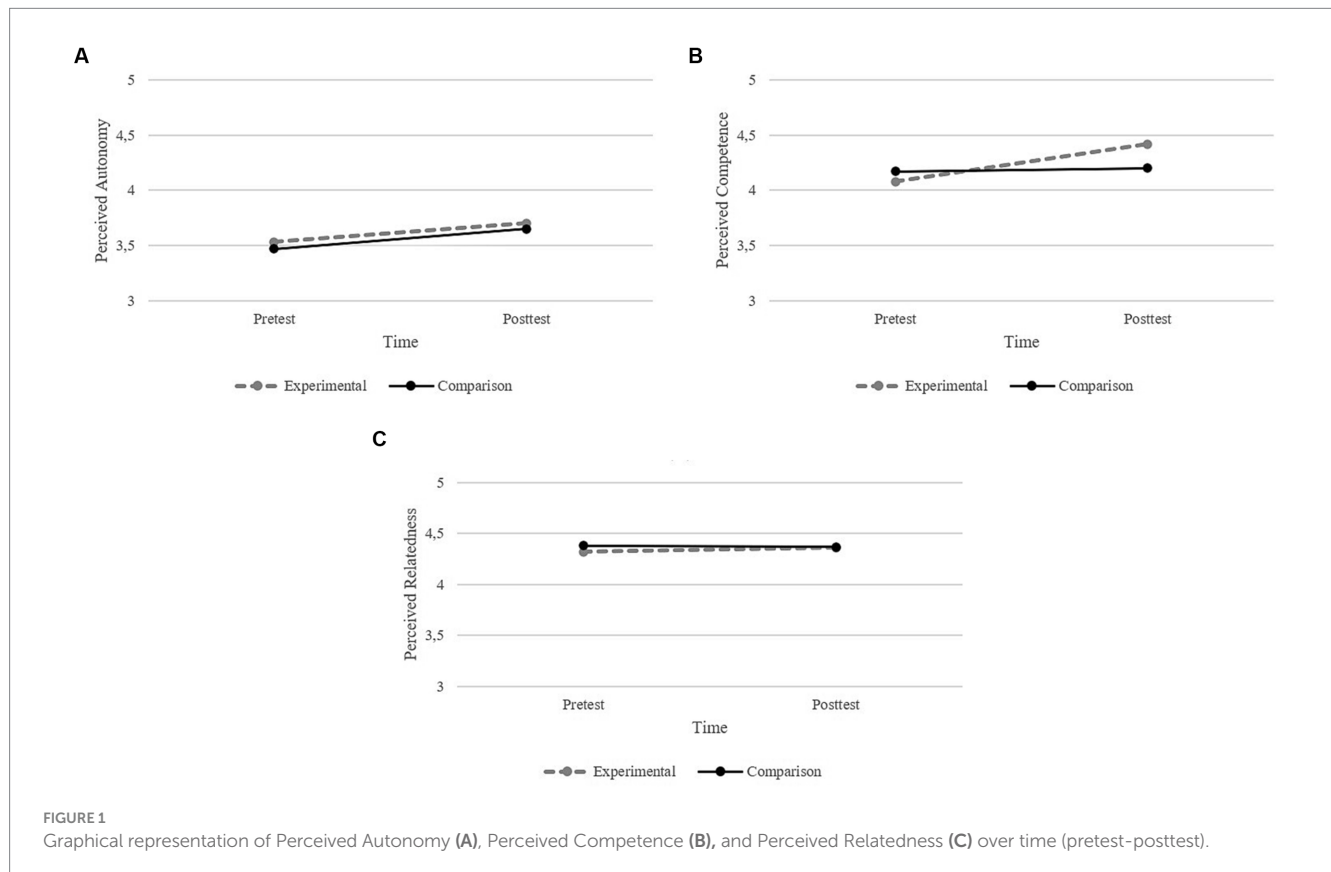 A
5
4,5
4
3,5
3
Perceived Autonomy
Pretest
Posttest
Time
Experimental
Comparison
B
5
4,5
4
3,5
3
Perceived Competence
Pretest
Posttest
Time
Experimental
Comparison
C
5
4,5
4
3,5
3
Perceived Relatedness
Pretest
Posttest
Time
Experimental
Comparison
FIGURE 1
Graphical representation of Perceived Autonomy (A), Perceived Competence (B), and Perceived Relatedness (C) over time (pretest-posttest).